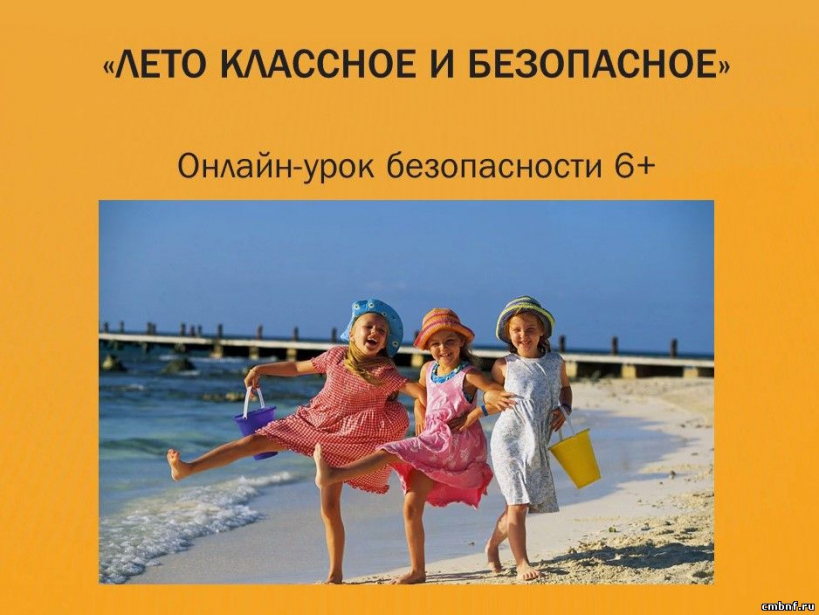 «ЛЕТО КЛАССНОЕ И БЕЗОПАСНОЕ»
Онлайн-урок безопасности 6+
cmbnf.ru